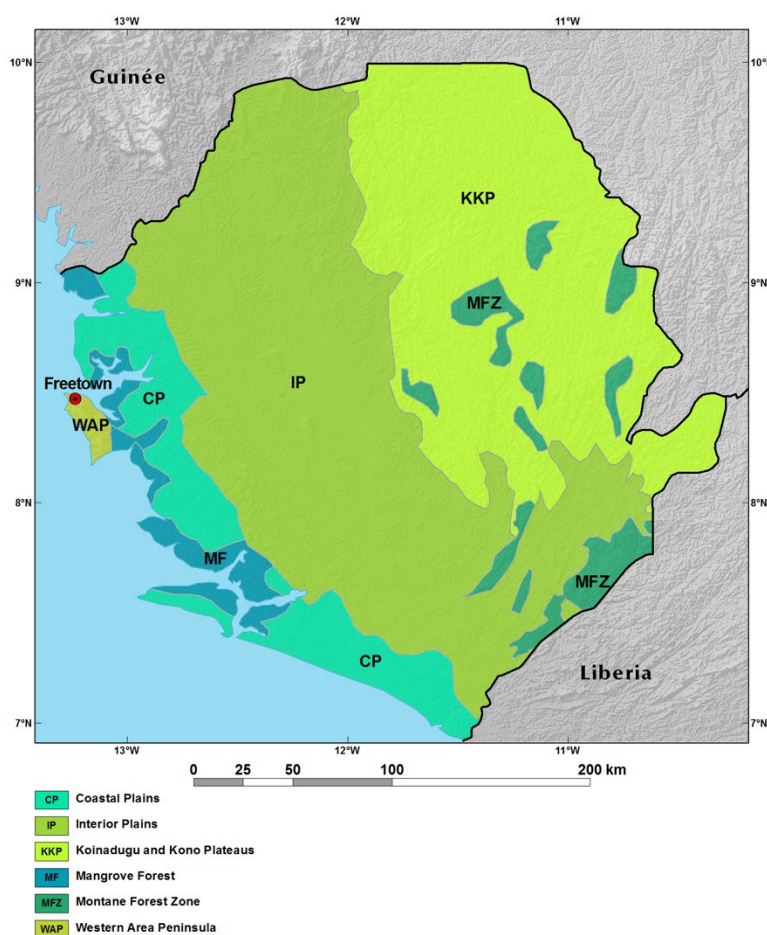 13°W 12°W 11°W
10°N 10°N
Guinée
KKP
9°N 9°N
MFZ
IP
Freetown
CP
WAP
8°N 8°N
MF
MFZ
CP
Liberia
7°N 7°N
13°W 12°W 11°W
0 25 50 100 200 km
CP Coastal Plains
IP Interior Plains
KKP Koinadugu and Kono Plateaus
MF Mangrove Forest
MFZ Montane Forest Zone
WAP Western Area Peninsula